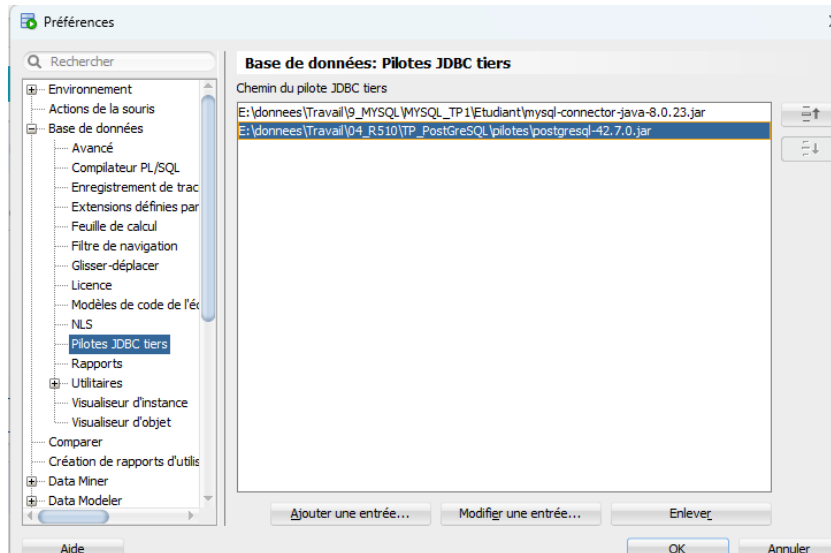 Préférences
Rechercher
Environnement
Actions de la souris
Base de données
Avancé
Compilateur PL/SQL
Enregistrement de trac
Extensions définies par
Feuille de calcul
Filtre de navigation
Glisser-déplacer
Licence
Modèles de code de l'éc
NLS
Pilotes JDBC tiers
Rapports
Utilitaires
Visualiseur d'instance
Visualiseur d'objet
Comparer
Création de rapports d'utilis
Data Miner
Data Modeler
Base de données: Pilotes JDBC tiers
Chemin du pilote JDBC tiers
E:\donnees\Travail\9_MYSQL\MYSQL_TP1\Etudiant\mysql-connector-java-8.0.23.jar
E:\donnees\Travail\04_R510\TP_PostGreSQL\pilotes\postgresql-42.7.0.jar
Ajouter une entrée... Modifier une entrée... Enlever
Aide OK Annuler